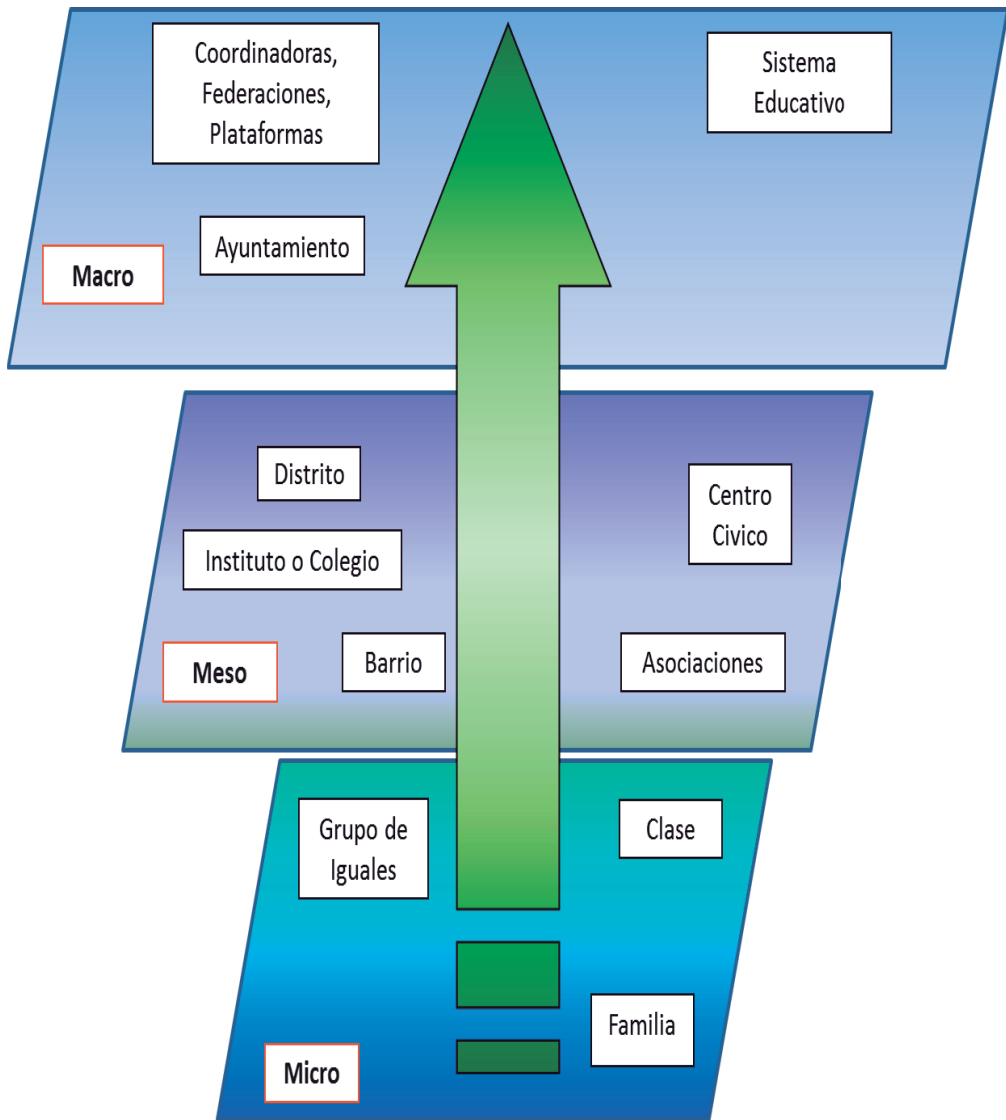 Coordinadoras,
Federaciones,
Plataformas
Sistema
Educativo
Ayuntamiento
Macro
Distrito
Centro
Civico
Instituto o Colegio
Barrio
Asociaciones
Meso
Grupo de
Iguales
Clase
Familia
Micro